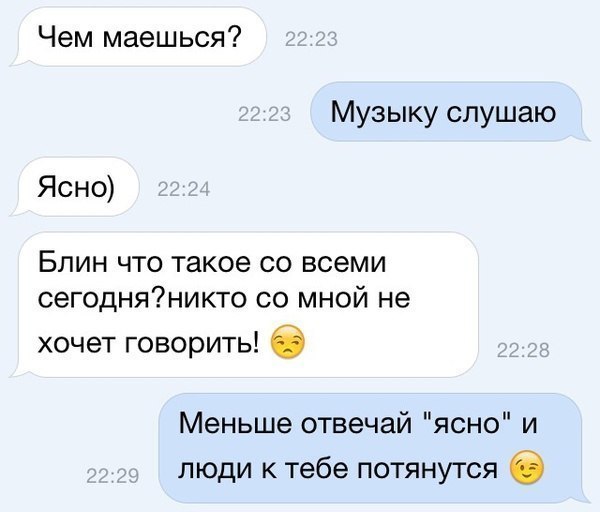 Чем маешься? 22:23
22:23 Музыку слушаю
Ясно) 22:24
Блин что такое со всеми
сегодня?никто со мной не
хочет говорить! 😒 22:28
Меньше отвечай "ясно" и
22:29 люди к тебе потянутся 😉